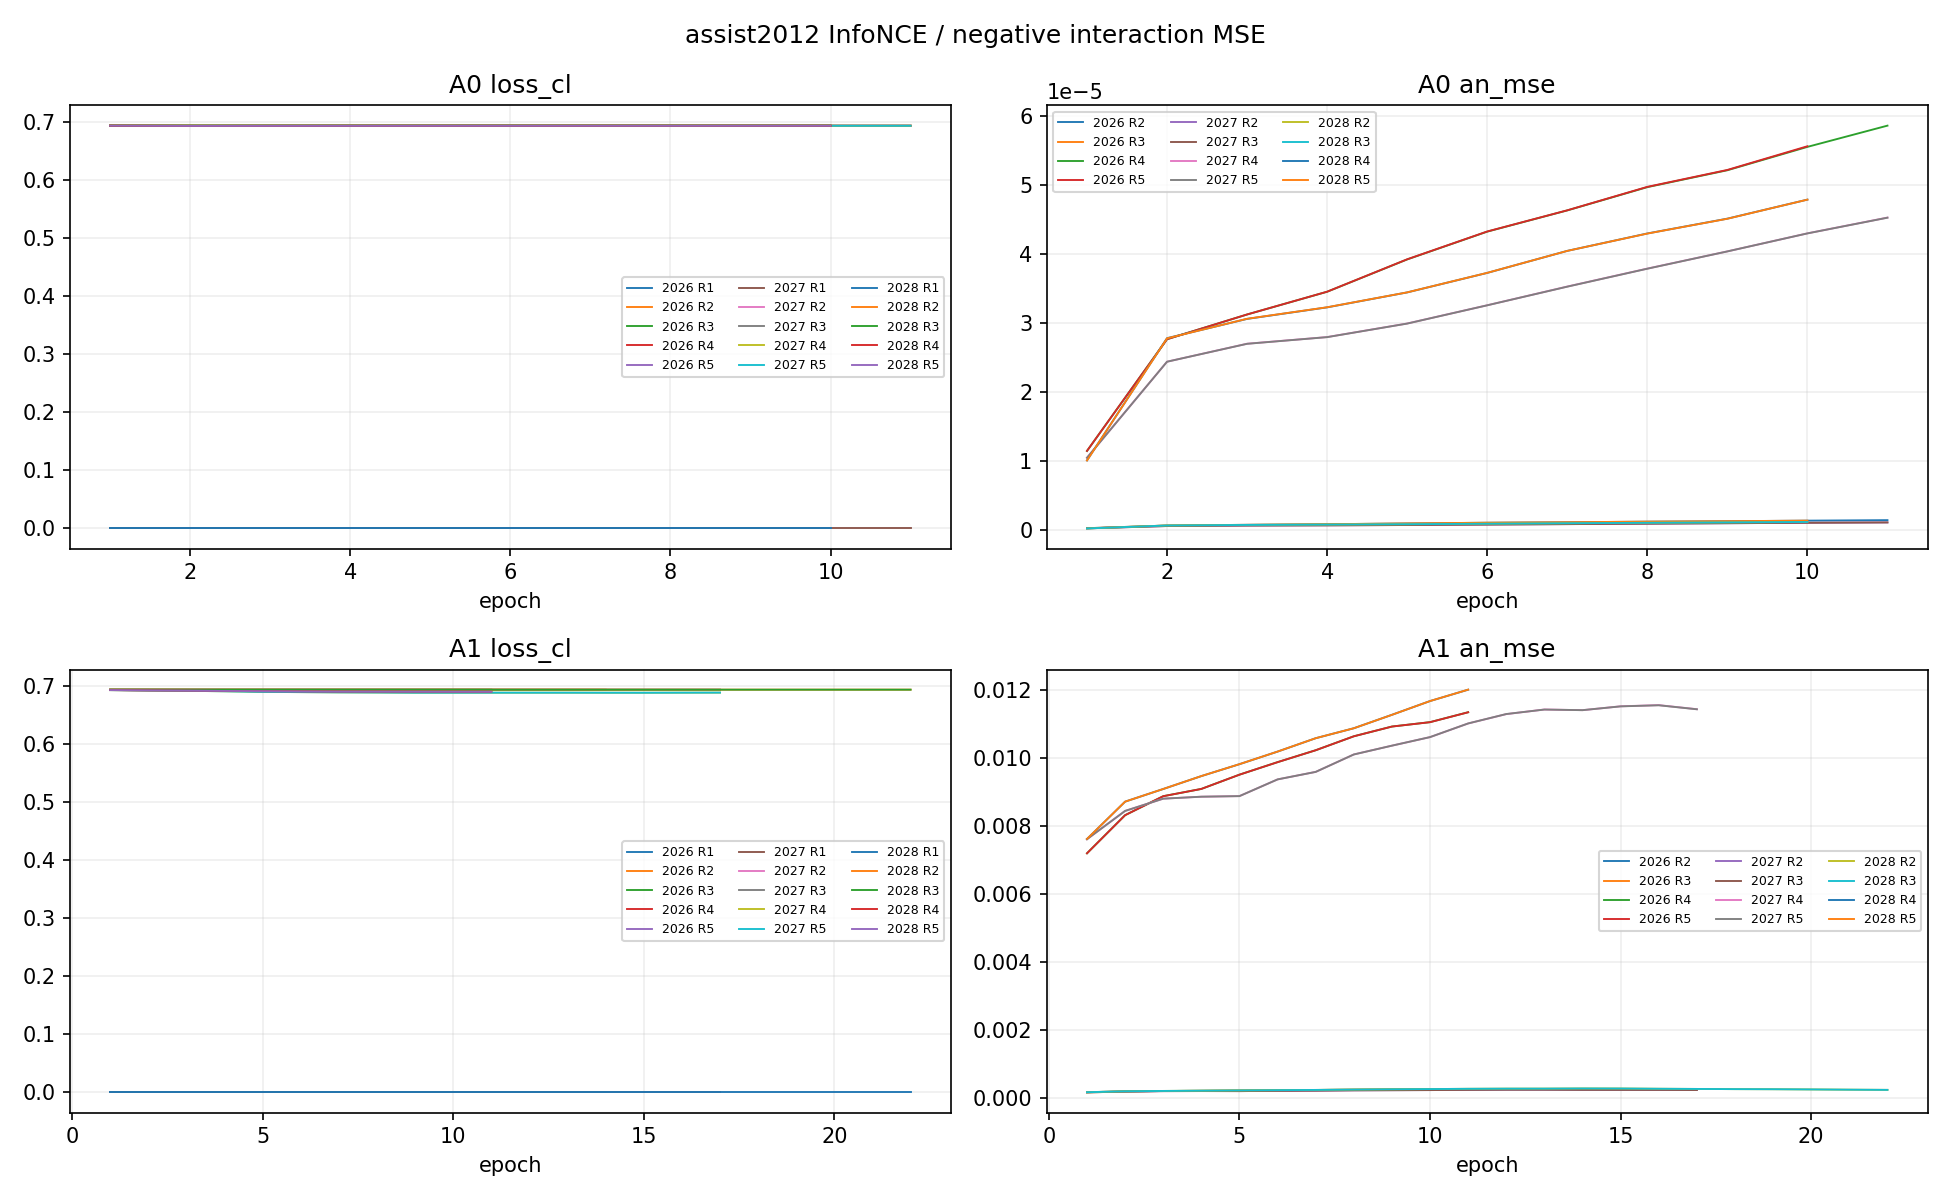 assist2012 InfoNCE / negative interaction MSE
A0 loss_cl
0.7
0.6
0.5
0.4
0.3
0.2
0.1
0.0
2026 R1 2027 R1 2028 R1
2026 R2 2027 R2 2028 R2
2026 R3 2027 R3 2028 R3
2026 R4 2027 R4 2028 R4
2026 R5 2027 R5 2028 R5
2 4 6 8 10
epoch
A0 an_mse
1e−5
6
5
4
3
2
1
0
2026 R2 2027 R2 2028 R2
2026 R3 2027 R3 2028 R3
2026 R4 2027 R4 2028 R4
2026 R5 2027 R5 2028 R5
2 4 6 8 10
epoch
A1 loss_cl
0.7
0.6
0.5
0.4
0.3
0.2
0.1
0.0
2026 R1 2027 R1 2028 R1
2026 R2 2027 R2 2028 R2
2026 R3 2027 R3 2028 R3
2026 R4 2027 R4 2028 R4
2026 R5 2027 R5 2028 R5
0 5 10 15 20
epoch
A1 an_mse
0.012
0.010
0.008
0.006
0.004
0.002
0.000
2026 R2 2027 R2 2028 R2
2026 R3 2027 R3 2028 R3
2026 R4 2027 R4 2028 R4
2026 R5 2027 R5 2028 R5
0 5 10 15 20
epoch